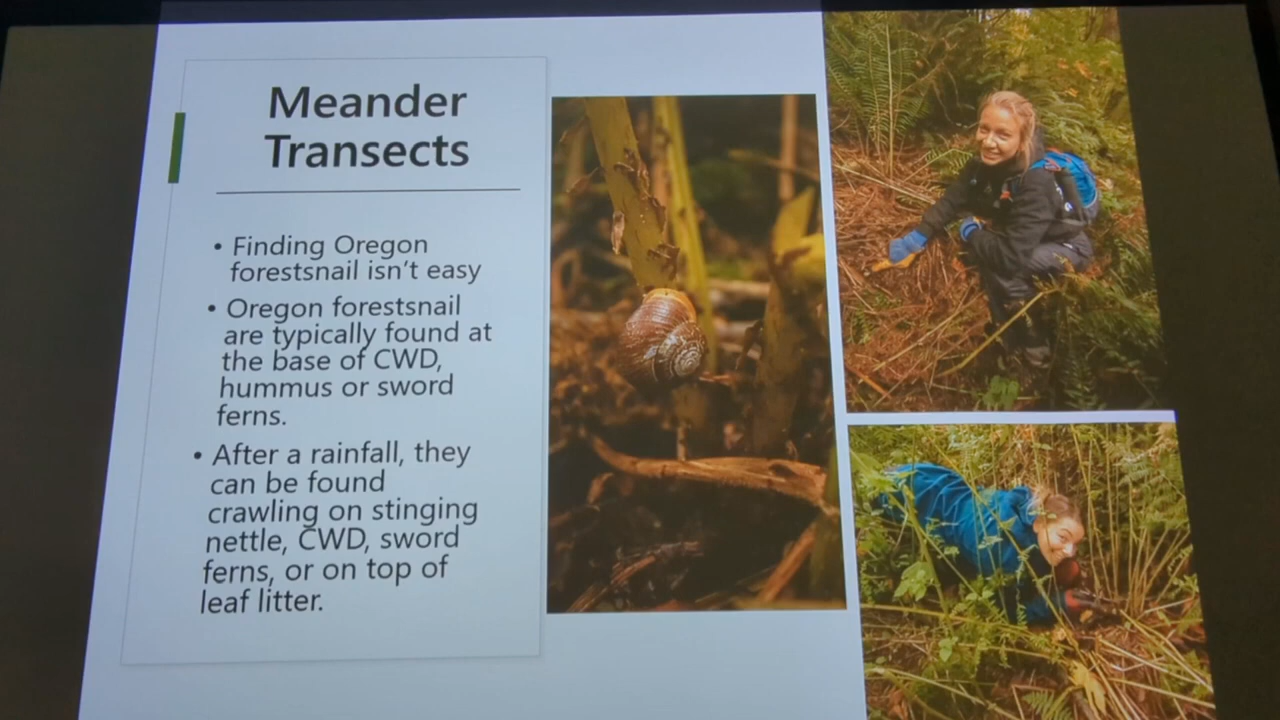 Meander
Transects
• Finding Oregon
forestsnail isn't easy
• Oregon forestsnail
are typically found at
the base of CWD,
hummus or sword
ferns.
• After a rainfall, they
can be found
crawling on stinging
nettle, CWD, sword
ferns, or on top of
leaf litter.